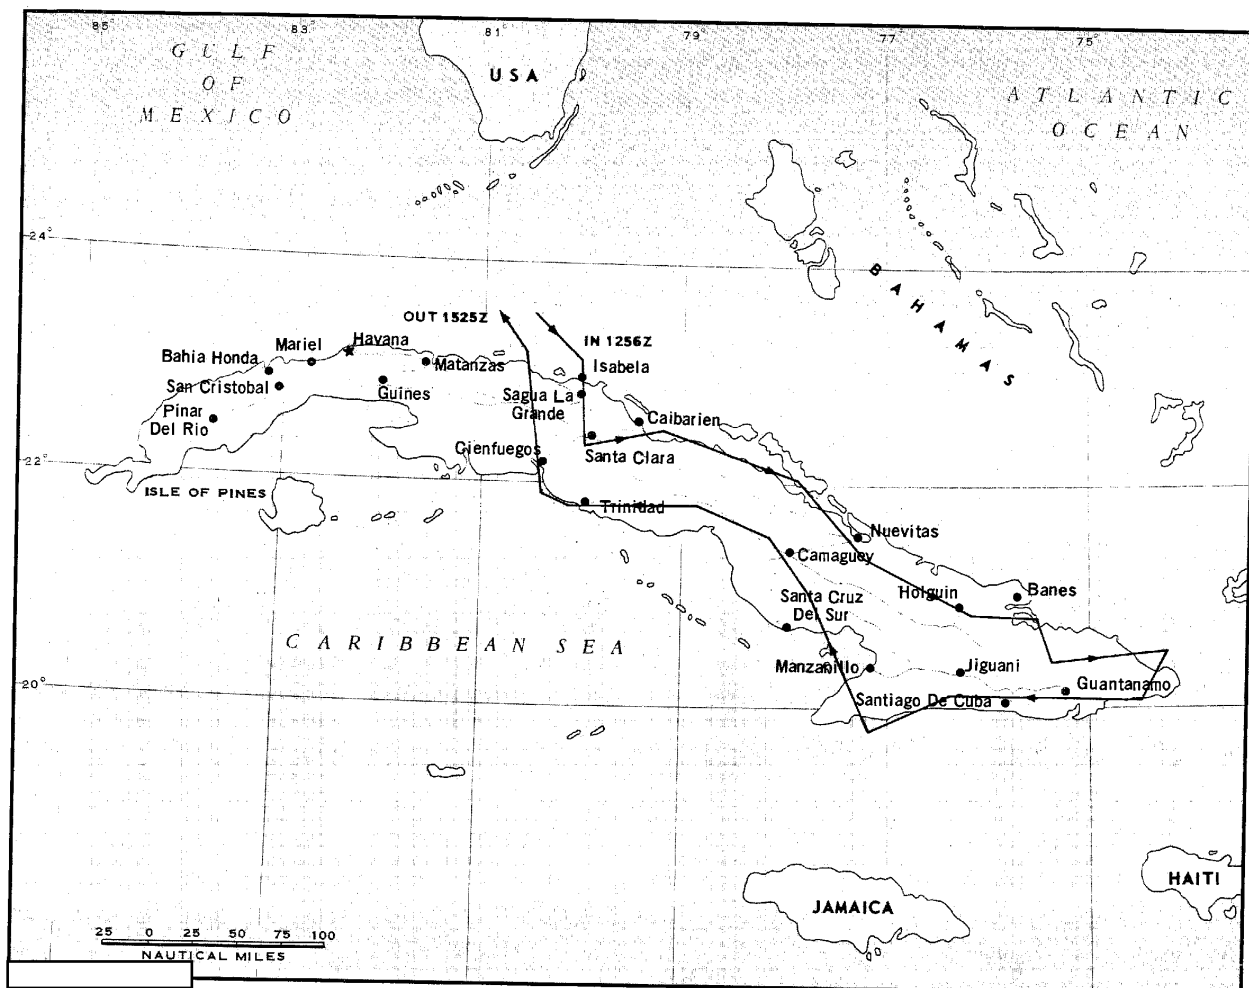 85° 83° 81° 79° 77° 75°
GULF
OF
MEXICO
USA
ATLANTIC
OCEAN
24°
BAHAMAS
OUT 1525Z
IN 1256Z
Mariel
Havana
Bahia Honda
Matanzas
Isabela
San Cristobal
Guines
Sagua La
Grande
Pinar
Del Rio
Caibarien
Cienfuegos
Santa Clara
22°
ISLE OF PINES
Trinidad
Nuevitas
Camaguey
Holguin
Banes
Santa Cruz
Del Sur
CARIBBEAN SEA
Manzanillo
Jiguani
20°
Guantanamo
Santiago De Cuba
HAITI
JAMAICA
25 0 25 50 75 100
NAUTICAL MILES